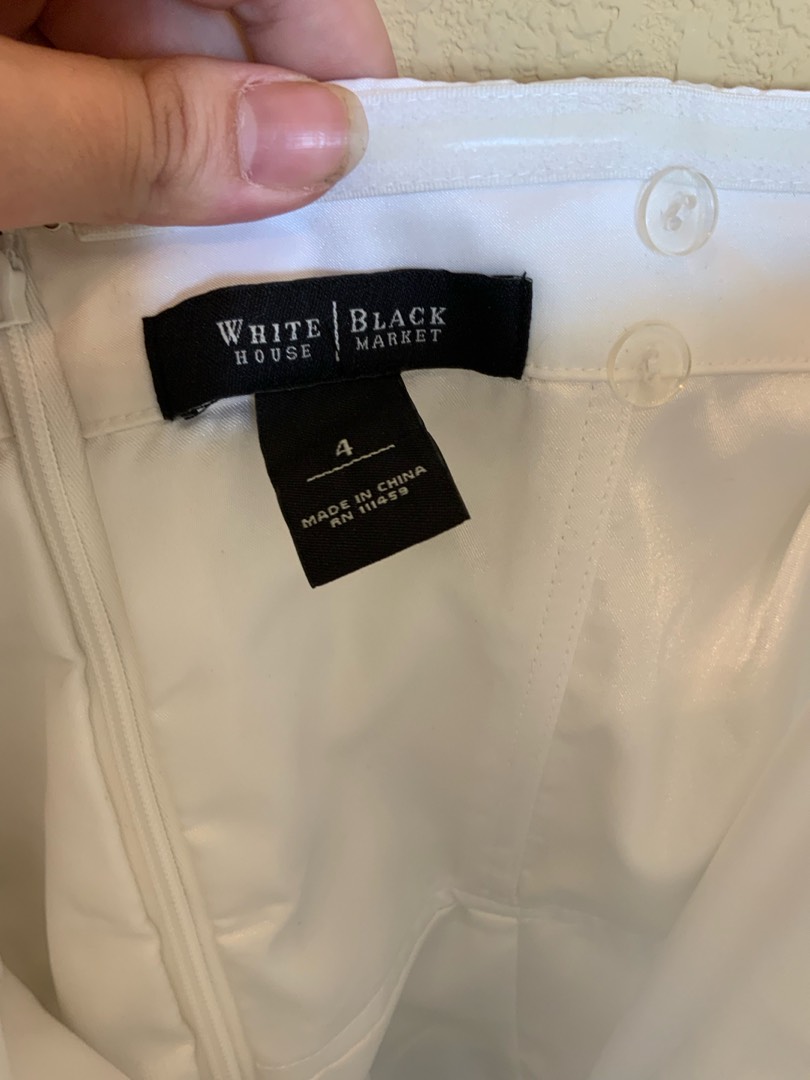 WHITE | BLACK
HOUSE | MARKET
4
MADE IN CHINA
RN 111459